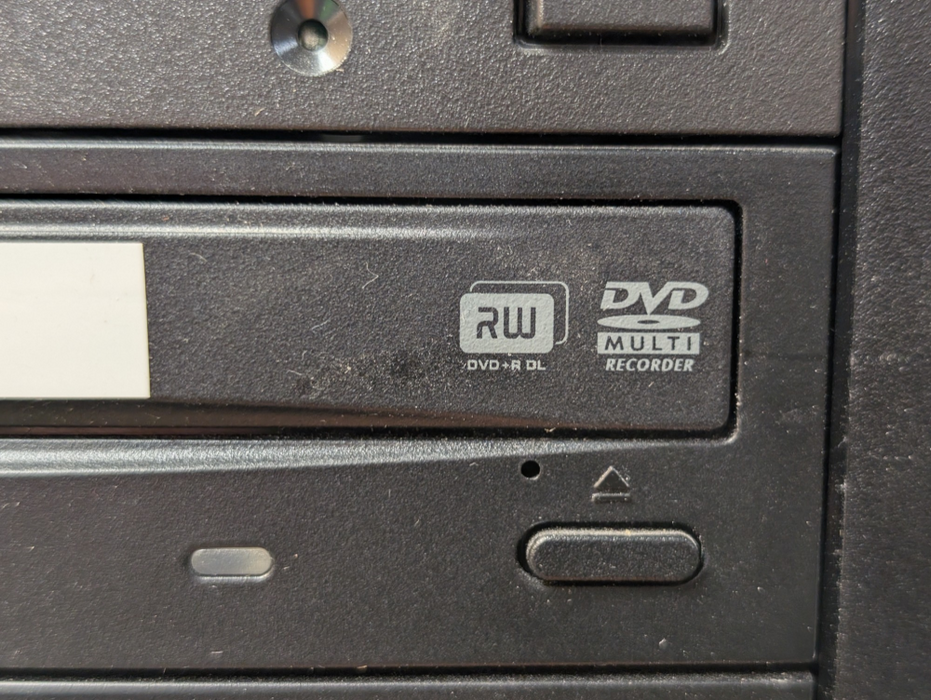 RW
DVD+R DL
DVD
MULTI
RECORDER